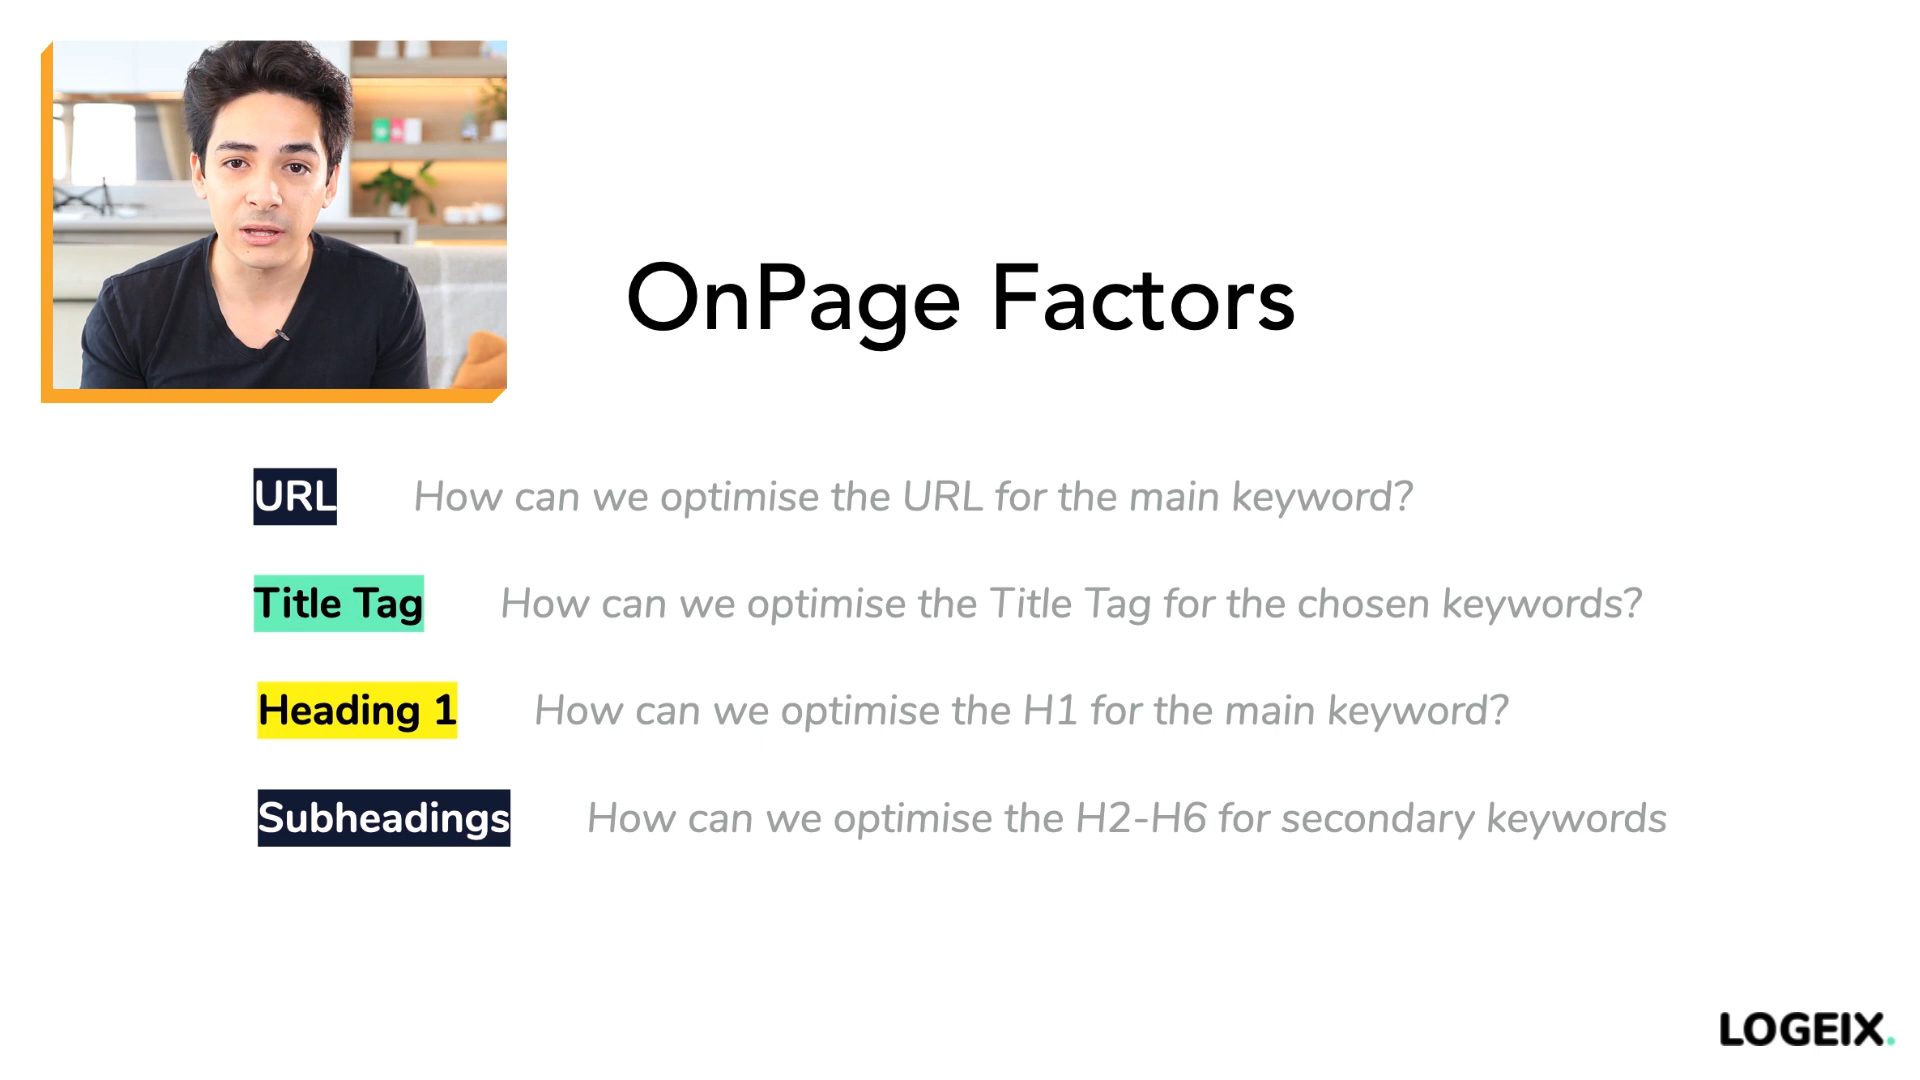 OnPage Factors
URL How can we optimise the URL for the main keyword?
Title Tag How can we optimise the Title Tag for the chosen keywords?
Heading 1 How can we optimise the H1 for the main keyword?
Subheadings How can we optimise the H2-H6 for secondary keywords
LOGEIX.